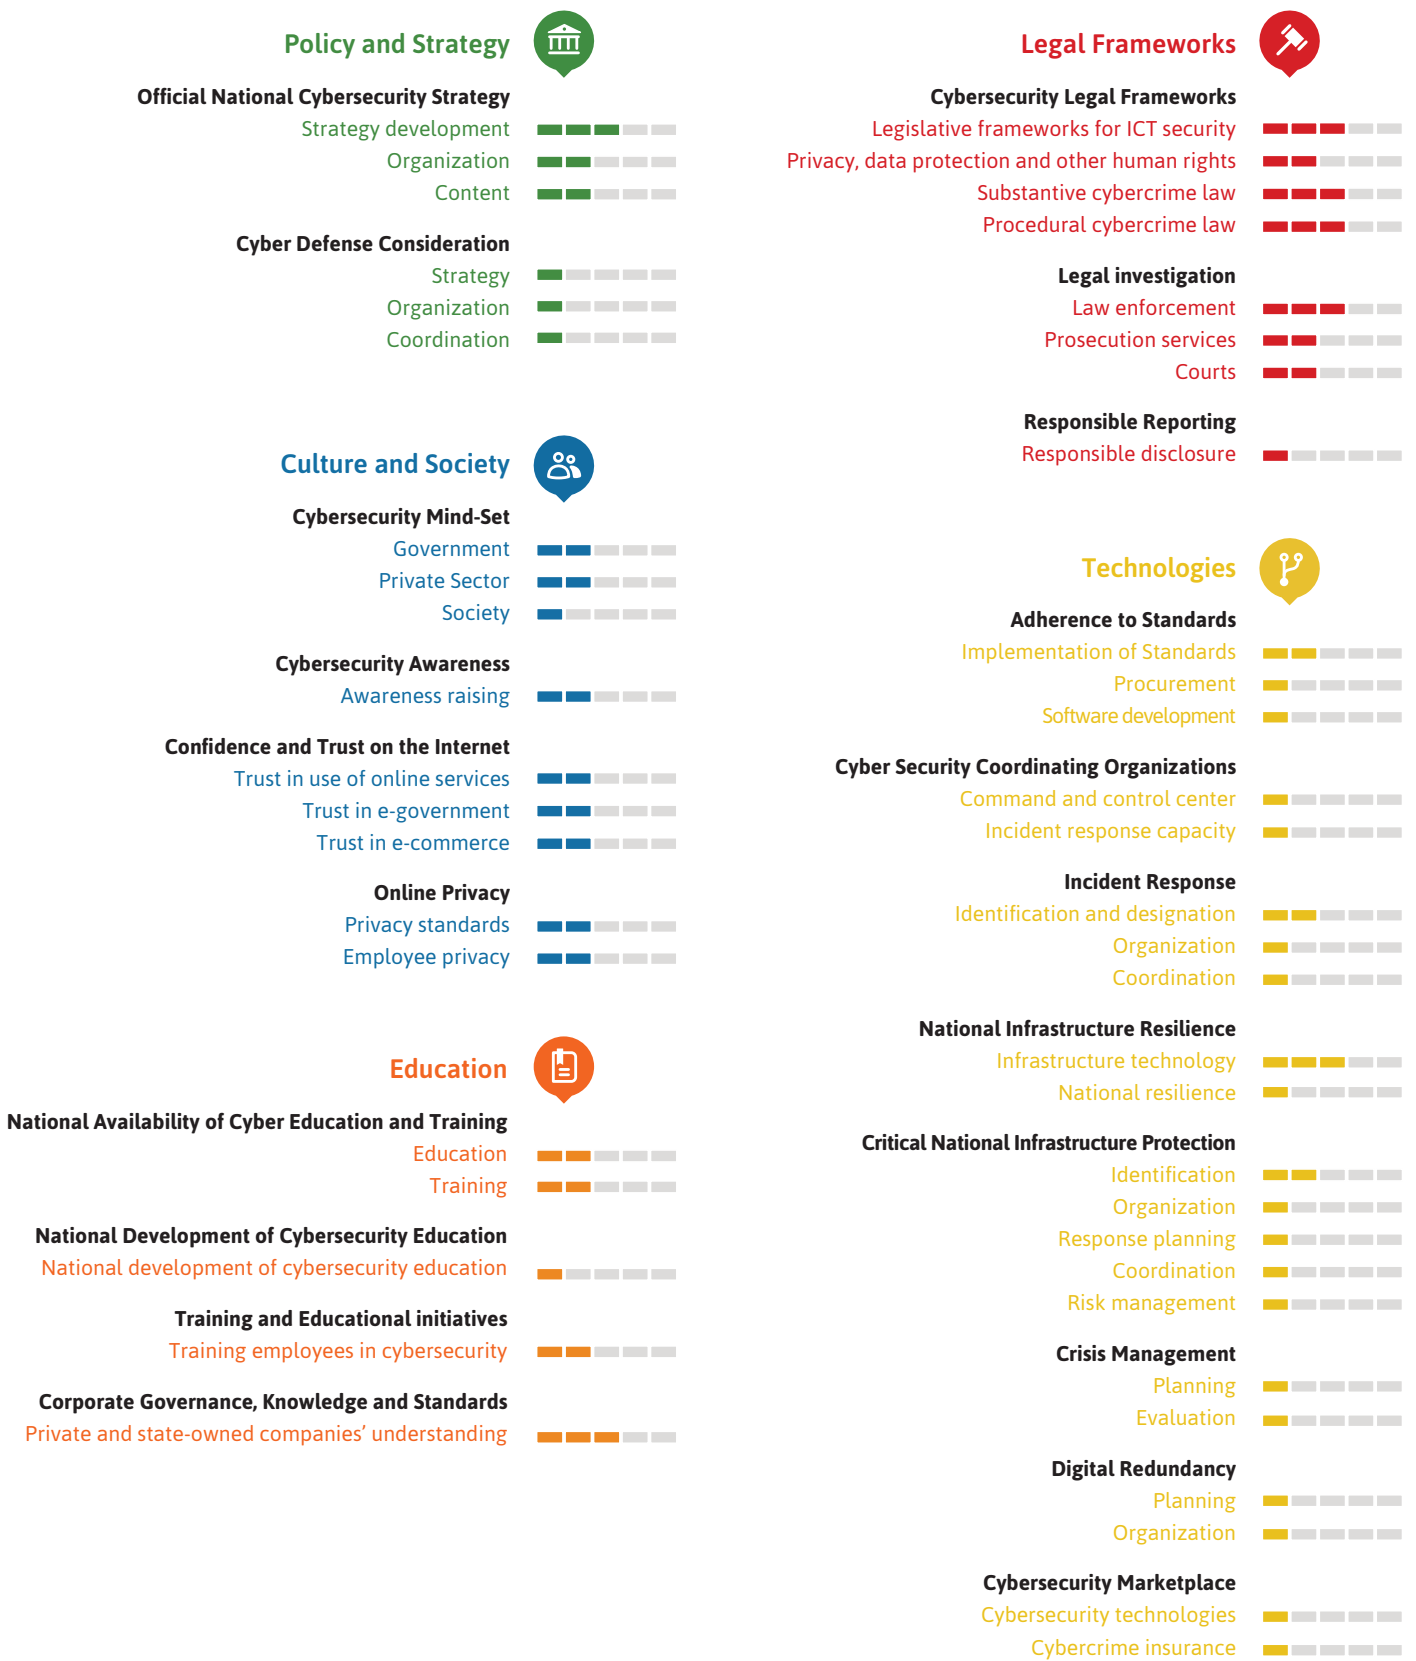 Policy and Strategy
Official National Cybersecurity Strategy
Strategy development
Organization
Content
Cyber Defense Consideration
Strategy
Organization
Coordination
Culture and Society
Cybersecurity Mind-Set
Government
Private Sector
Society
Cybersecurity Awareness
Awareness raising
Confidence and Trust on the Internet
Trust in use of online services
Trust in e-government
Trust in e-commerce
Online Privacy
Privacy standards
Employee privacy
Education
National Availability of Cyber Education and Training
Education
Training
National Development of Cybersecurity Education
National development of cybersecurity education
Training and Educational initiatives
Training employees in cybersecurity
Corporate Governance, Knowledge and Standards
Private and state-owned companies’ understanding
Legal Frameworks
Cybersecurity Legal Frameworks
Legislative frameworks for ICT security
Privacy, data protection and other human rights
Substantive cybercrime law
Procedural cybercrime law
Legal investigation
Law enforcement
Prosecution services
Courts
Responsible Reporting
Responsible disclosure
Technologies
Adherence to Standards
Implementation of Standards
Procurement
Software development
Cyber Security Coordinating Organizations
Command and control center
Incident response capacity
Incident Response
Identification and designation
Organization
Coordination
National Infrastructure Resilience
Infrastructure technology
National resilience
Critical National Infrastructure Protection
Identification
Organization
Response planning
Coordination
Risk management
Crisis Management
Planning
Evaluation
Digital Redundancy
Planning
Organization
Cybersecurity Marketplace
Cybersecurity technologies
Cybercrime insurance